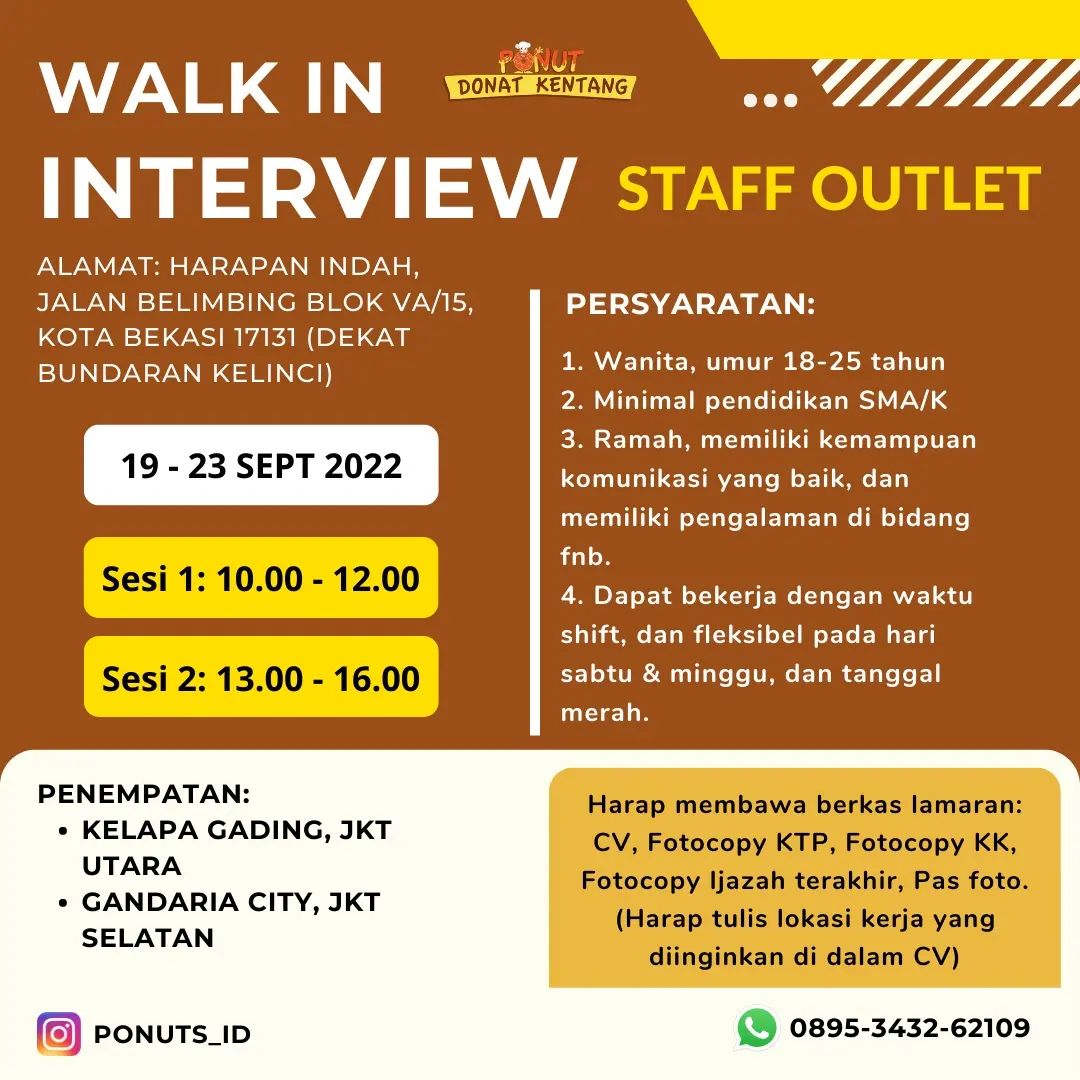 WALK IN
INTERVIEW
PONUT
DONAT KENTANG
STAFF OUTLET
ALAMAT: HARAPAN INDAH,
JALAN BELIMBING BLOK VA/15,
KOTA BEKASI 17131 (DEKAT
BUNDARAN KELINCI)
19 - 23 SEPT 2022
Sesi 1: 10.00 - 12.00
Sesi 2: 13.00 - 16.00
PERSYARATAN:
1. Wanita, umur 18-25 tahun
2. Minimal pendidikan SMA/K
3. Ramah, memiliki kemampuan
komunikasi yang baik, dan
memiliki pengalaman di bidang
fnb.
4. Dapat bekerja dengan waktu
shift, dan fleksibel pada hari
sabtu & minggu, dan tanggal
merah.
PENEMPATAN:
• KELAPA GADING, JKT
UTARA
• GANDARIA CITY, JKT
SELATAN
Harap membawa berkas lamaran:
CV, Fotocopy KTP, Fotocopy KK,
Fotocopy Ijazah terakhir, Pas foto.
(Harap tulis lokasi kerja yang
diinginkan di dalam CV)
PONUTS_ID
0895-3432-62109